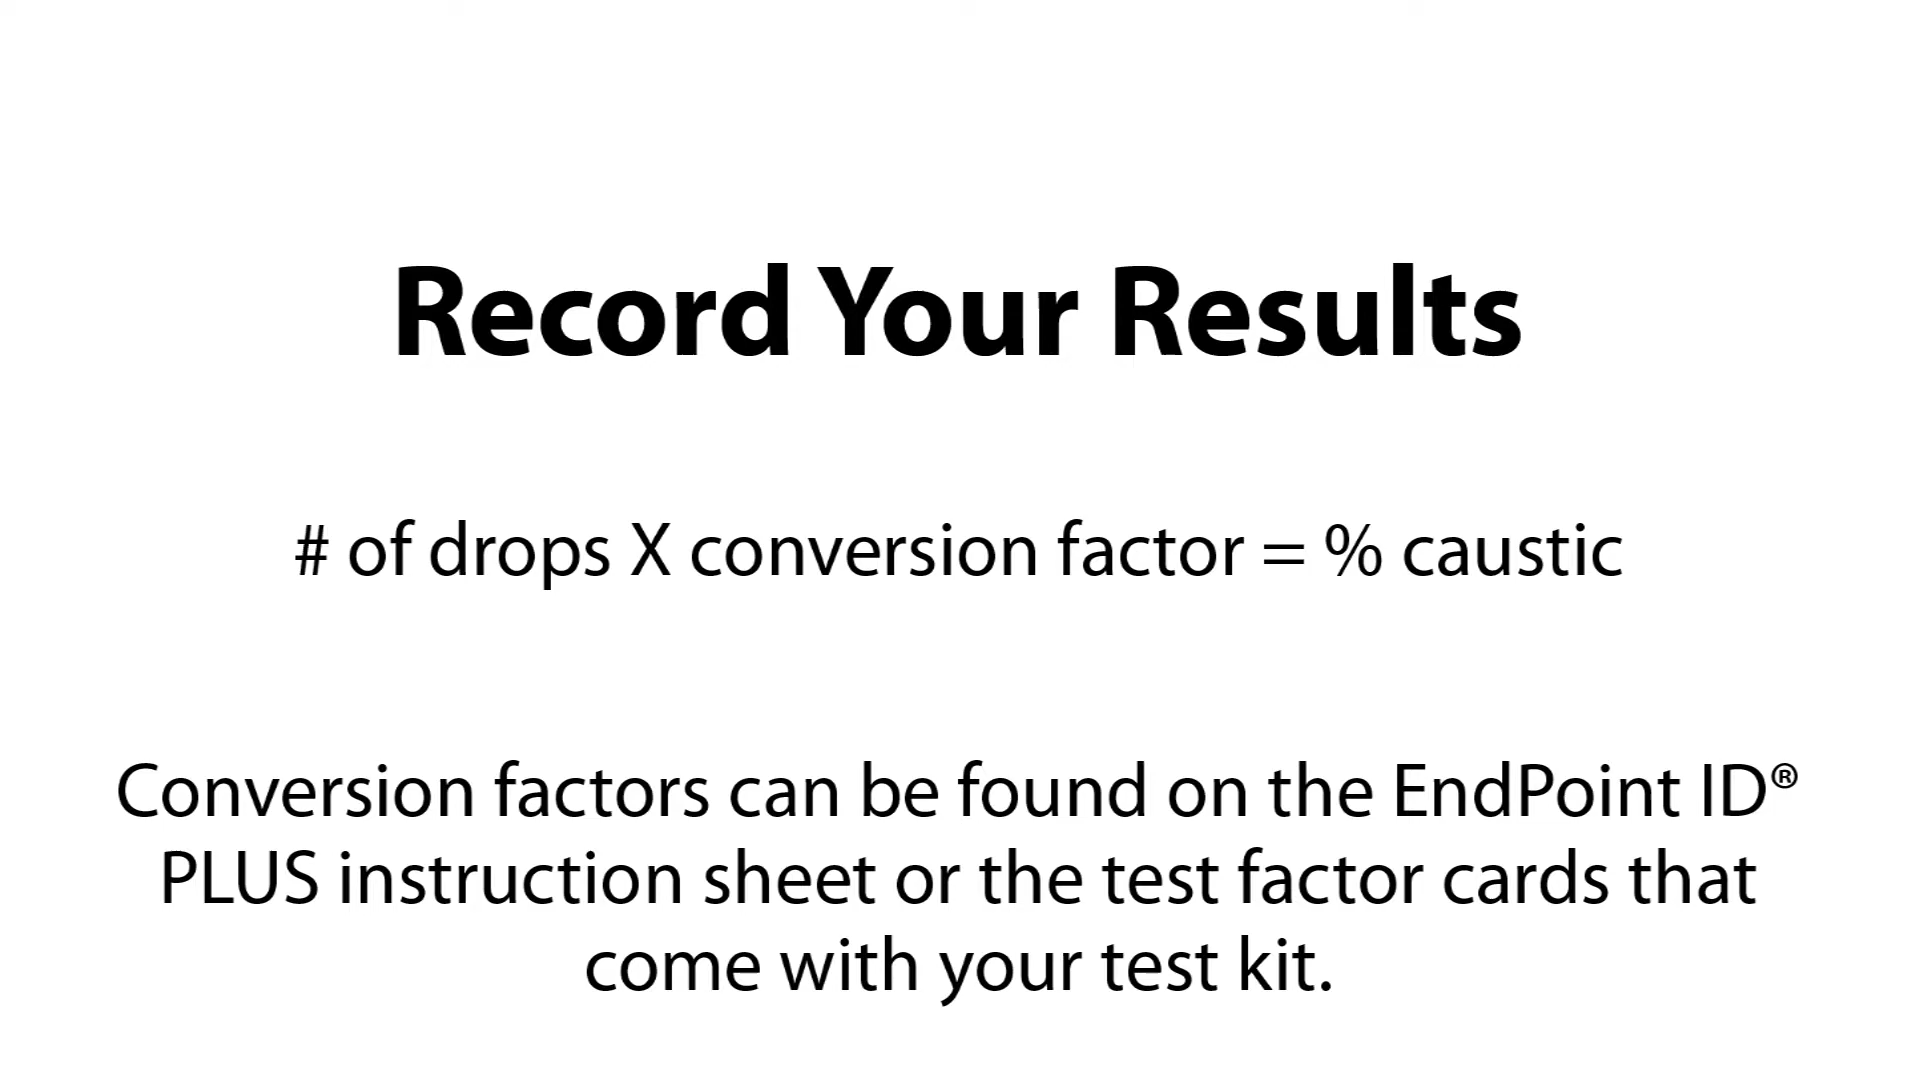 Record Your Results
# of drops X conversion factor = % caustic
Conversion factors can be found on the EndPoint ID®
PLUS instruction sheet or the test factor cards that
come with your test kit.